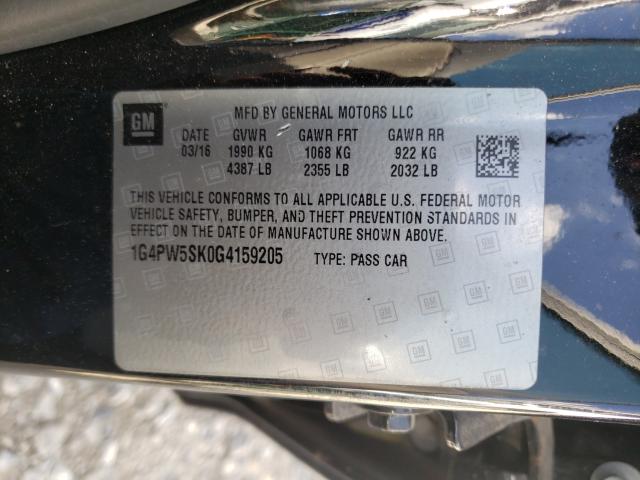 GM
MFD BY GENERAL MOTORS LLC
DATE GVWR GAWR FRT GAWR RR
03/16 1990 KG 1068 KG 922 KG
4387 LB 2355 LB 2032 LB
THIS VEHICLE CONFORMS TO ALL APPLICABLE U.S. FEDERAL MOTOR
VEHICLE SAFETY, BUMPER, AND THEFT PREVENTION STANDARDS IN
EFFECT ON THE DATE OF MANUFACTURE SHOWN ABOVE.
1G4PW5SK0G4159205 TYPE: PASS CAR